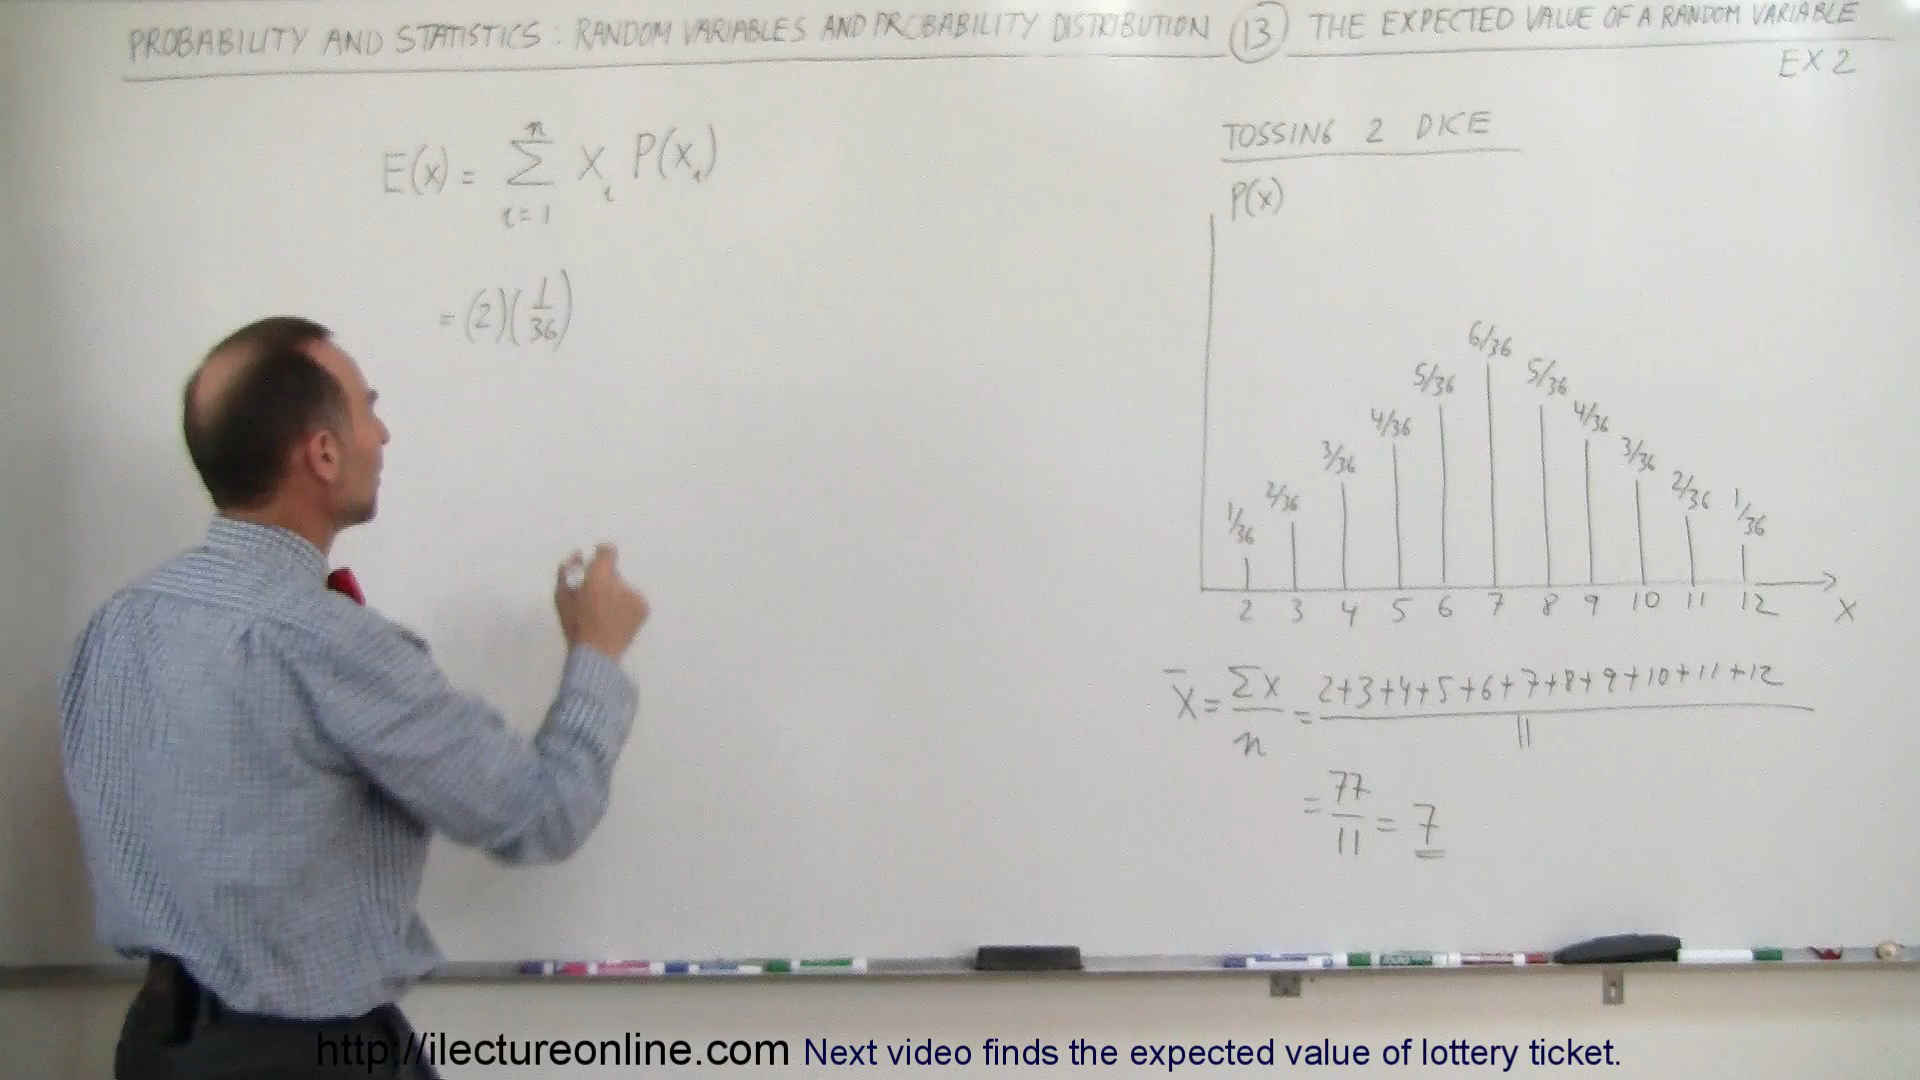 PROBABILITY AND STATISTICS: RANDOM VARIABLES AND PROBABILITY DISTRIBUTION 13 THE EXPECTED VALUE OF A RANDOM VARIABLE
EX 2
E(x) = n ∑ i=1 Xi P(Xi)
= (2)(1/36)
TOSSING 2 DICE
P(x)
1/36 2/36 3/36 4/36 5/36 6/36 5/36 4/36 3/36 2/36 1/36
2 3 4 5 6 7 8 9 10 11 12 X
X̄ = ∑X/n = 2+3+4+5+6+7+8+9+10+11+12 / 11
= 77/11 = 7
http://ilectureonline.com Next video finds the expected value of lottery ticket.